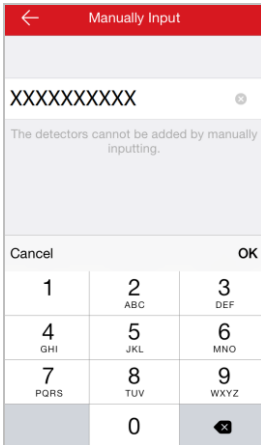 Manually Input
XXXXXXXXXX
The detectors cannot be added by manually
inputting.
Cancel OK
1 2 3
ABC DEF
4 5 6
GHI JKL MNO
7 8 9
PQRS TUV WXYZ
0